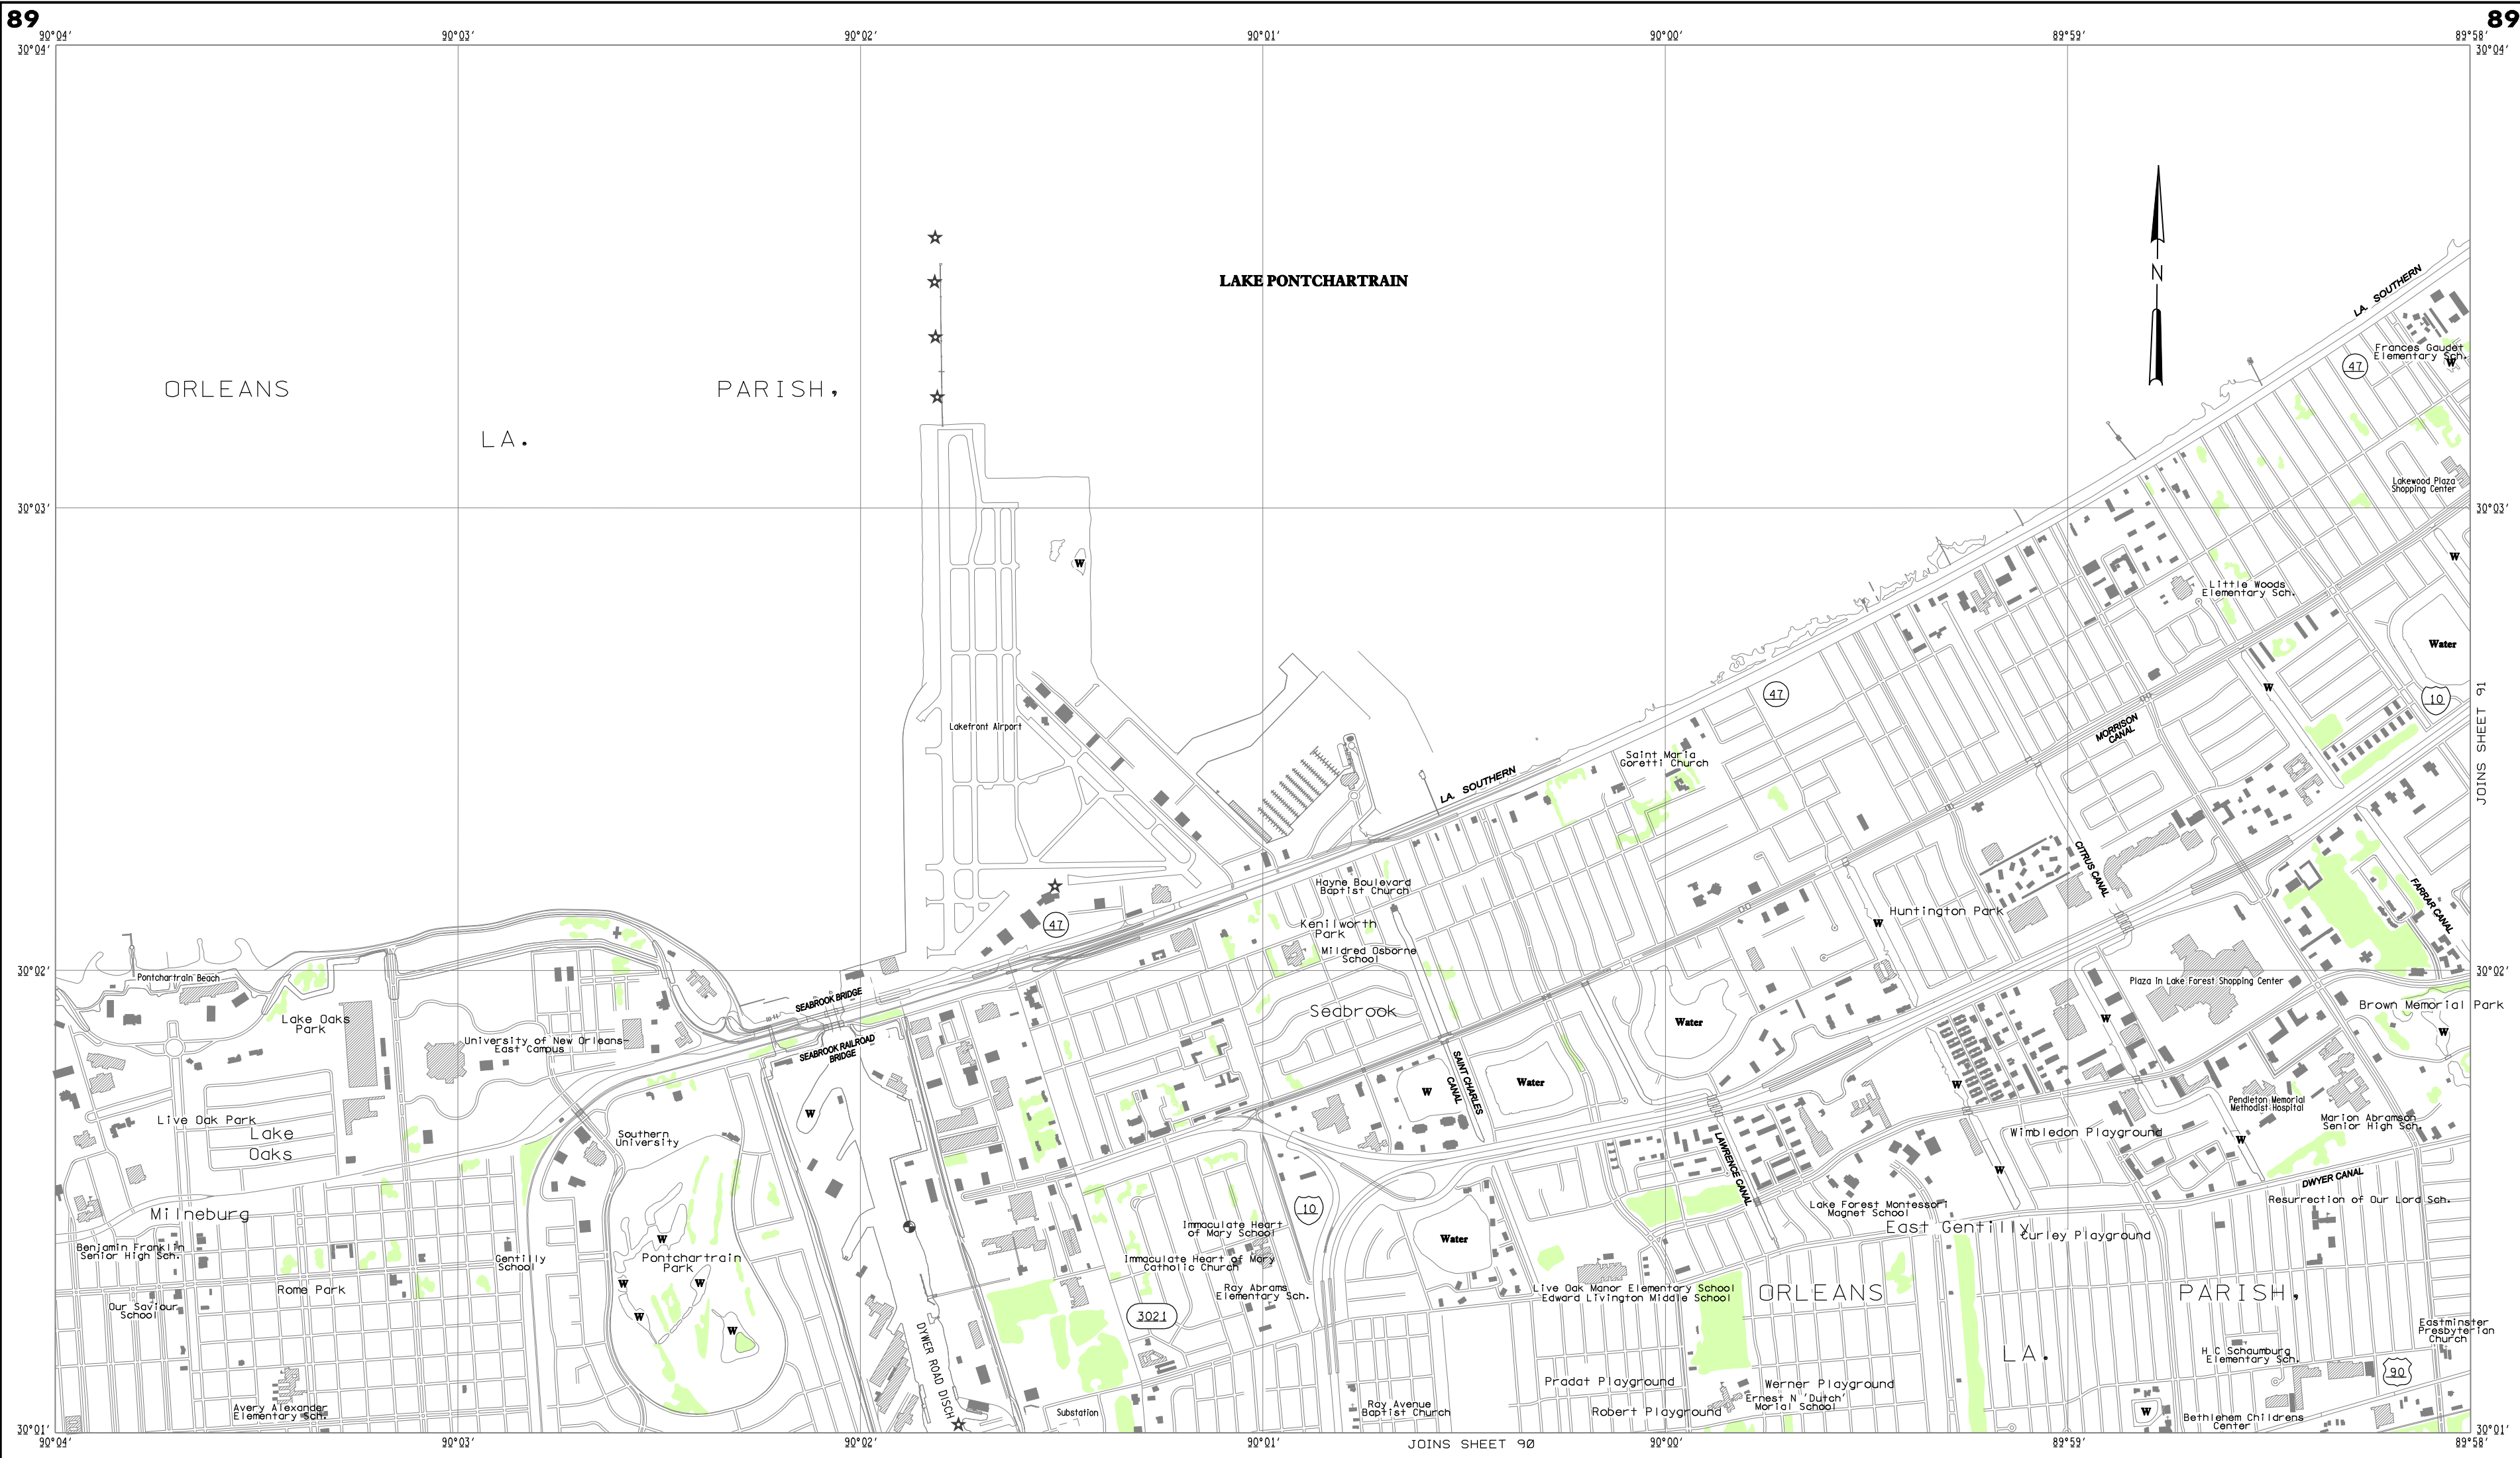 89
89
90°04'
90°03'
90°02'
90°01'
90°00'
89°59'
89°58'
30°04'
30°04'
LAKE PONTCHARTRAIN
N
LA. SOUTHERN
ORLEANS
PARISH,
LA.
47
Frances Gaudet
Elementary Sch.
W
Lakewood Plaza
Shopping Center
30°03'
30°03'
W
W
Little Woods
Elementary Sch.
Water
W
10
JOINS SHEET 91
47
MORRISON
CANAL
Lakefront Airport
Saint Maria
Goretti Church
LA. SOUTHERN
CITRUS CANAL
FARRAR CANAL
Hayne Boulevard
Baptist Church
47
Kenilworth
Park
Mildred Osborne
School
Huntington Park
W
30°02'
30°02'
Pontchartrain Beach
Plaza In Lake Forest Shopping Center
SEABROOK BRIDGE
Lake Oaks
Park
Seabrook
Water
W
Brown Memorial Park
W
University of New Orleans-
East Campus
SEABROOK RAILROAD
BRIDGE
SAINT CHARLES
CANAL
W
Water
W
Live Oak Park
W
Lake
Oaks
Southern
University
LAWRENCE CANAL
Wimbledon Playground
Pendleton Memorial
Methodist Hospital
Marion Abramson
Senior High Sch.
W
W
DWYER CANAL
Resurrection of Our Lord Sch.
Milneburg
10
Lake Forest Montessori
Magnet School
East Gentilly
Curley Playground
Immaculate Heart
of Mary School
Water
Benjamin Franklin
Senior High Sch.
Gentilly
School
W
Pontchartrain
Park
W
W
Immaculate Heart of Mary
Catholic Church
Ray Abrams
Elementary Sch.
Rome Park
Live Oak Manor Elementary School
Edward Livington Middle School
ORLEANS
PARISH,
Our Saviour
School
W
W
3021
DYWER ROAD DISCH
Eastminster
Presbyterian
Church
LA.
H C Schaumburg
Elementary Sch.
90
Pradat Playground
Werner Playground
Ernest N 'Dutch'
Morial School
Avery Alexander
Elementary Sch.
Substation
Ray Avenue
Baptist Church
Robert Playground
W
Bethlehem Childrens
Center
30°01'
30°01'
90°04'
90°03'
90°02'
90°01'
JOINS SHEET 90
90°00'
89°59'
89°58'